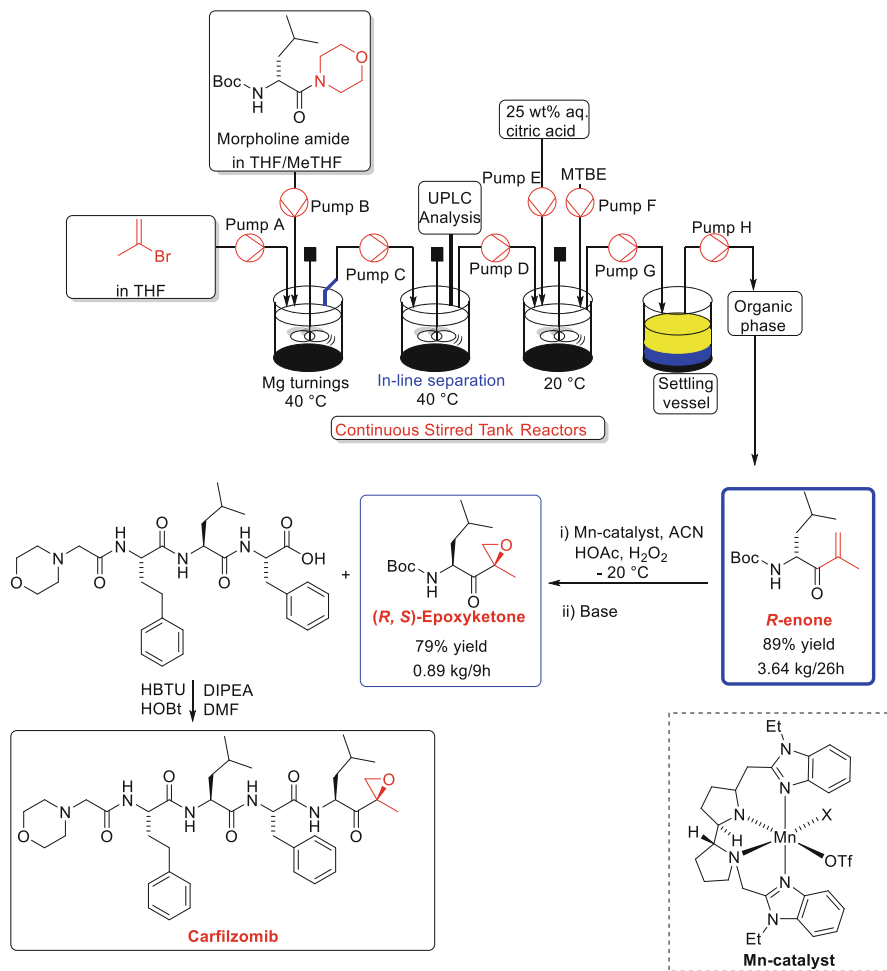 Boc
N
H
O
N
O
Morpholine amide
in THF/MeTHF
25 wt% aq.
citric acid
Pump E
MTBE
Pump F
UPLC
Analysis
Pump B
Pump A
Br
in THF
Pump C
Pump D
Pump G
Pump H
Organic
phase
Mg turnings
40 °C
In-line separation
40 °C
20 °C
Settling
vessel
Continuous Stirred Tank Reactors
O
N
O
H
N
O
N
H
O
H
N
O
OH
+
Boc
N
H
O
O
(R, S)-Epoxyketone
79% yield
0.89 kg/9h
i) Mn-catalyst, ACN
HOAc, H2O2
- 20 °C
ii) Base
Boc
N
H
O
R-enone
89% yield
3.64 kg/26h
HBTU
HOBt
DIPEA
DMF
O
N
O
H
N
O
N
H
O
H
N
O
N
H
O
O
Carfilzomib
Et
N
N
N
H
H
Mn
X
OTf
N
N
N
Et
Mn-catalyst